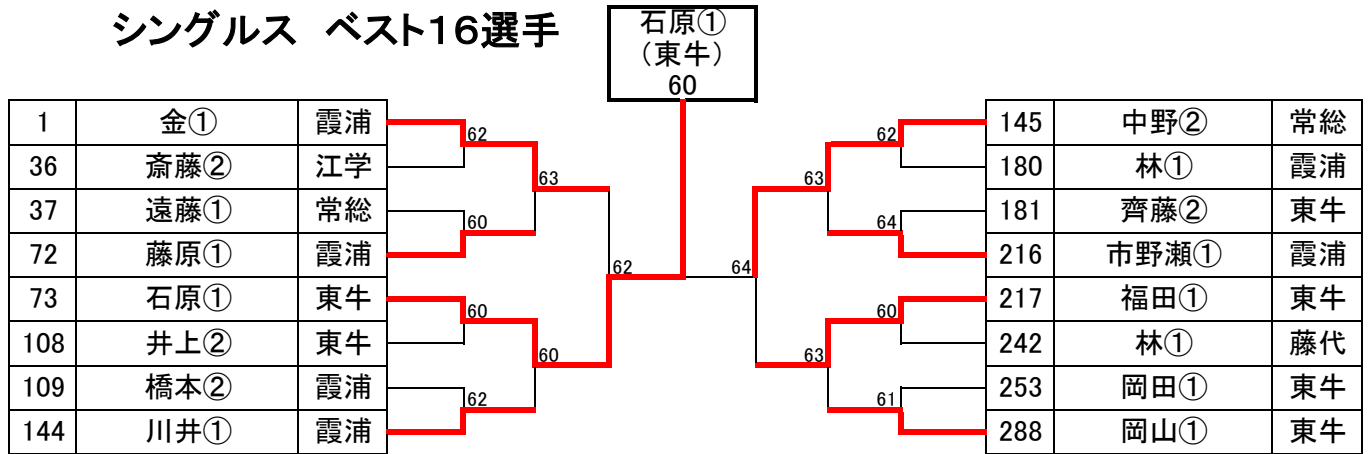 シングルス ベスト16選手
石原①
(東牛)
60
1 金① 霞浦
36 斎藤② 江学
37 遠藤① 常総
72 藤原① 霞浦
73 石原① 東牛
108 井上② 東牛
109 橋本② 霞浦
144 川井① 霞浦
62
60
60
62
63
60
62
64
63
63
62
64
60
61
145 中野② 常総
180 林① 霞浦
181 齊藤② 東牛
216 市野瀬① 霞浦
217 福田① 東牛
242 林① 藤代
253 岡田① 東牛
288 岡山① 東牛